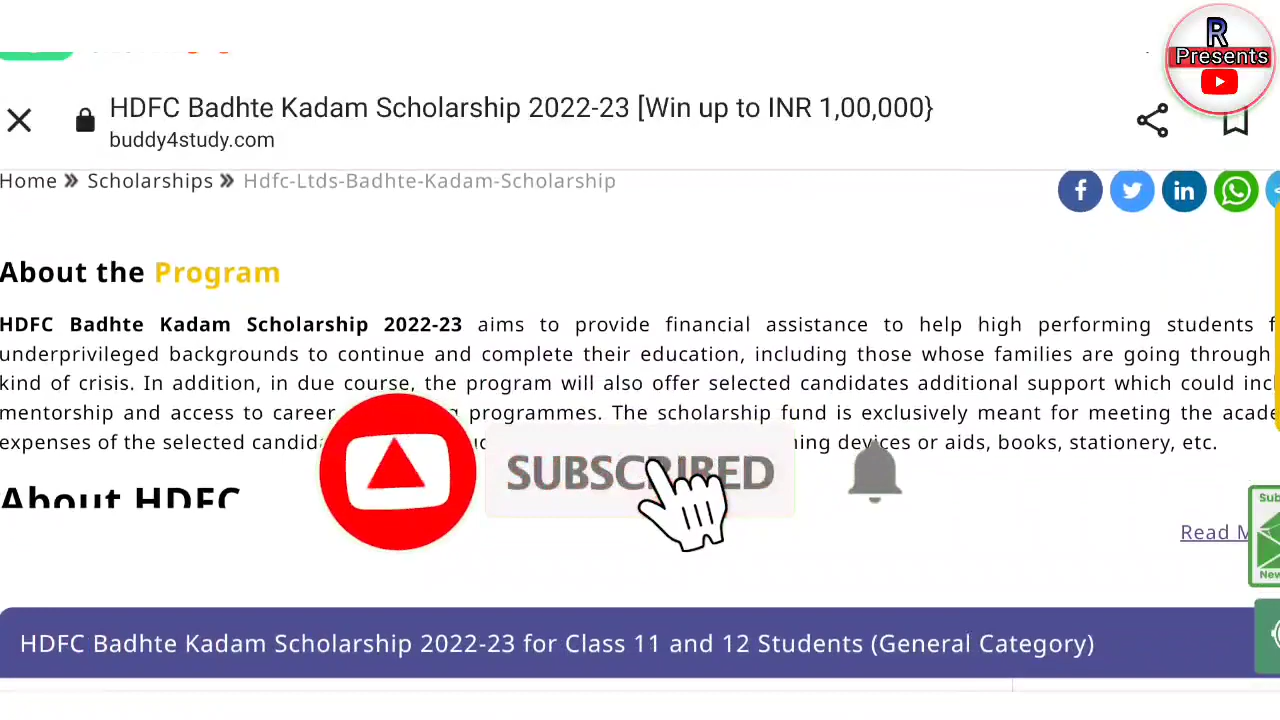 R
Presents
HDFC Badhte Kadam Scholarship 2022-23 [Win up to INR 1,00,000}
buddy4study.com
Home » Scholarships » Hdfc-Ltds-Badhte-Kadam-Scholarship
About the Program
HDFC Badhte Kadam Scholarship 2022-23 aims to provide financial assistance to help high performing students
underprivileged backgrounds to continue and complete their education, including those whose families are going through
kind of crisis. In addition, in due course, the program will also offer selected candidates additional support which could
mentorship and access to career programmes. The scholarship fund is exclusively meant for meeting the
expenses of the selected devices or aids, books, stationery, etc.
SUBSCRIBED
About HDFC
Read
HDFC Badhte Kadam Scholarship 2022-23 for Class 11 and 12 Students (General Category)